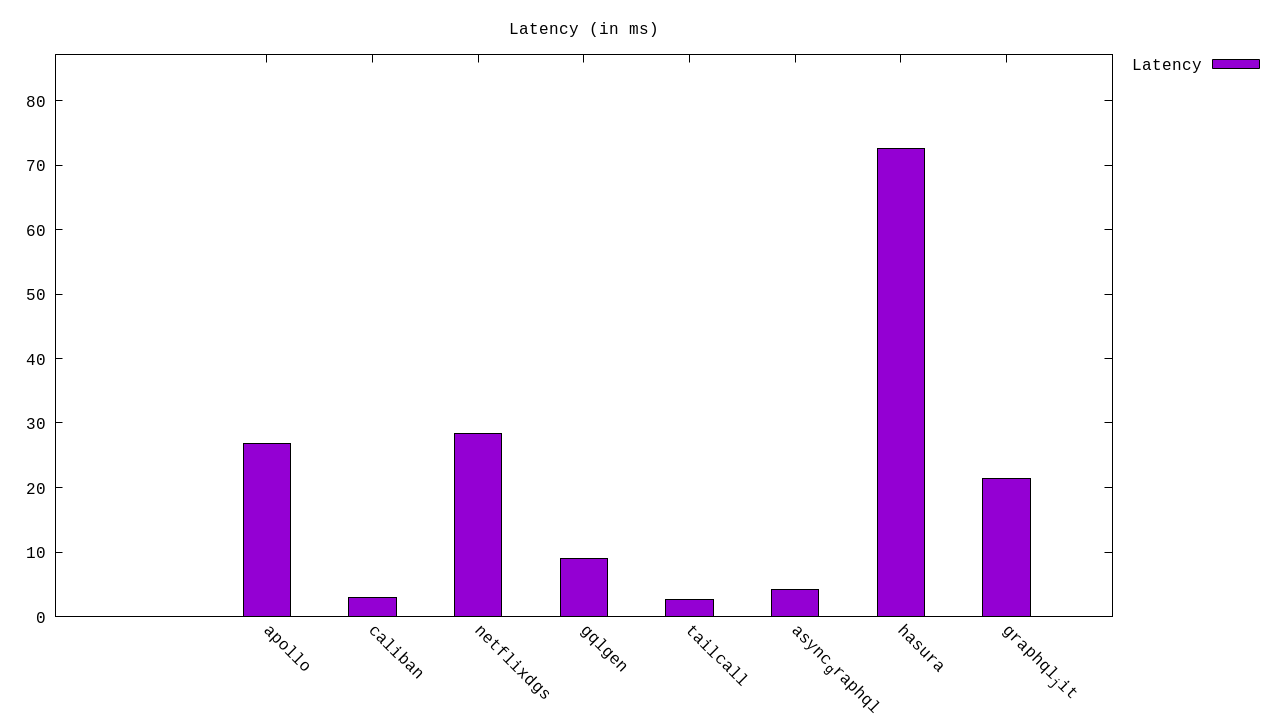 Latency (in ms)
Latency
80
70
60
50
40
30
20
10
0
apollo
caliban
netflixdgs
gqlgen
tailcall
async_graphql
hasura
graphql_jit